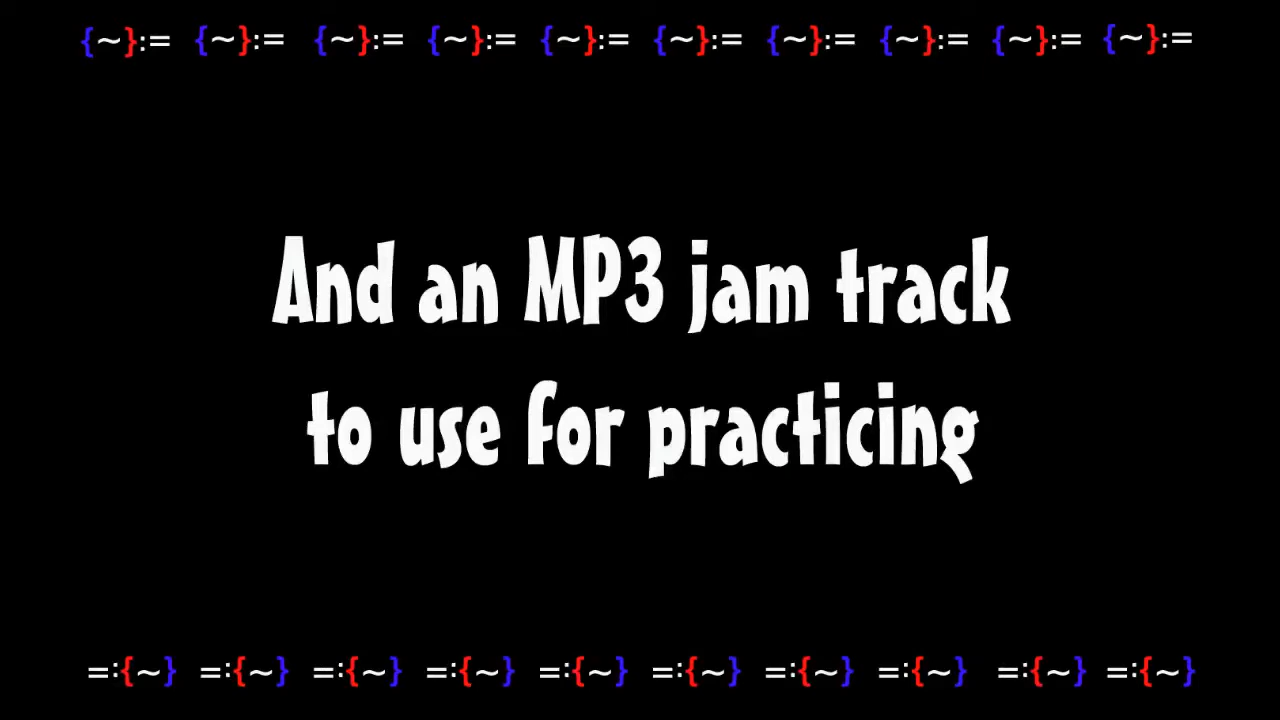 {~}:= {~}:= {~}:= {~}:= {~}:= {~}:= {~}:= {~}:= {~}:= {~}:=
And an MP3 jam track
to use for practicing
=:{~} =:{~} =:{~} =:{~} =:{~} =:{~} =:{~} =:{~} =:{~} =:{~}